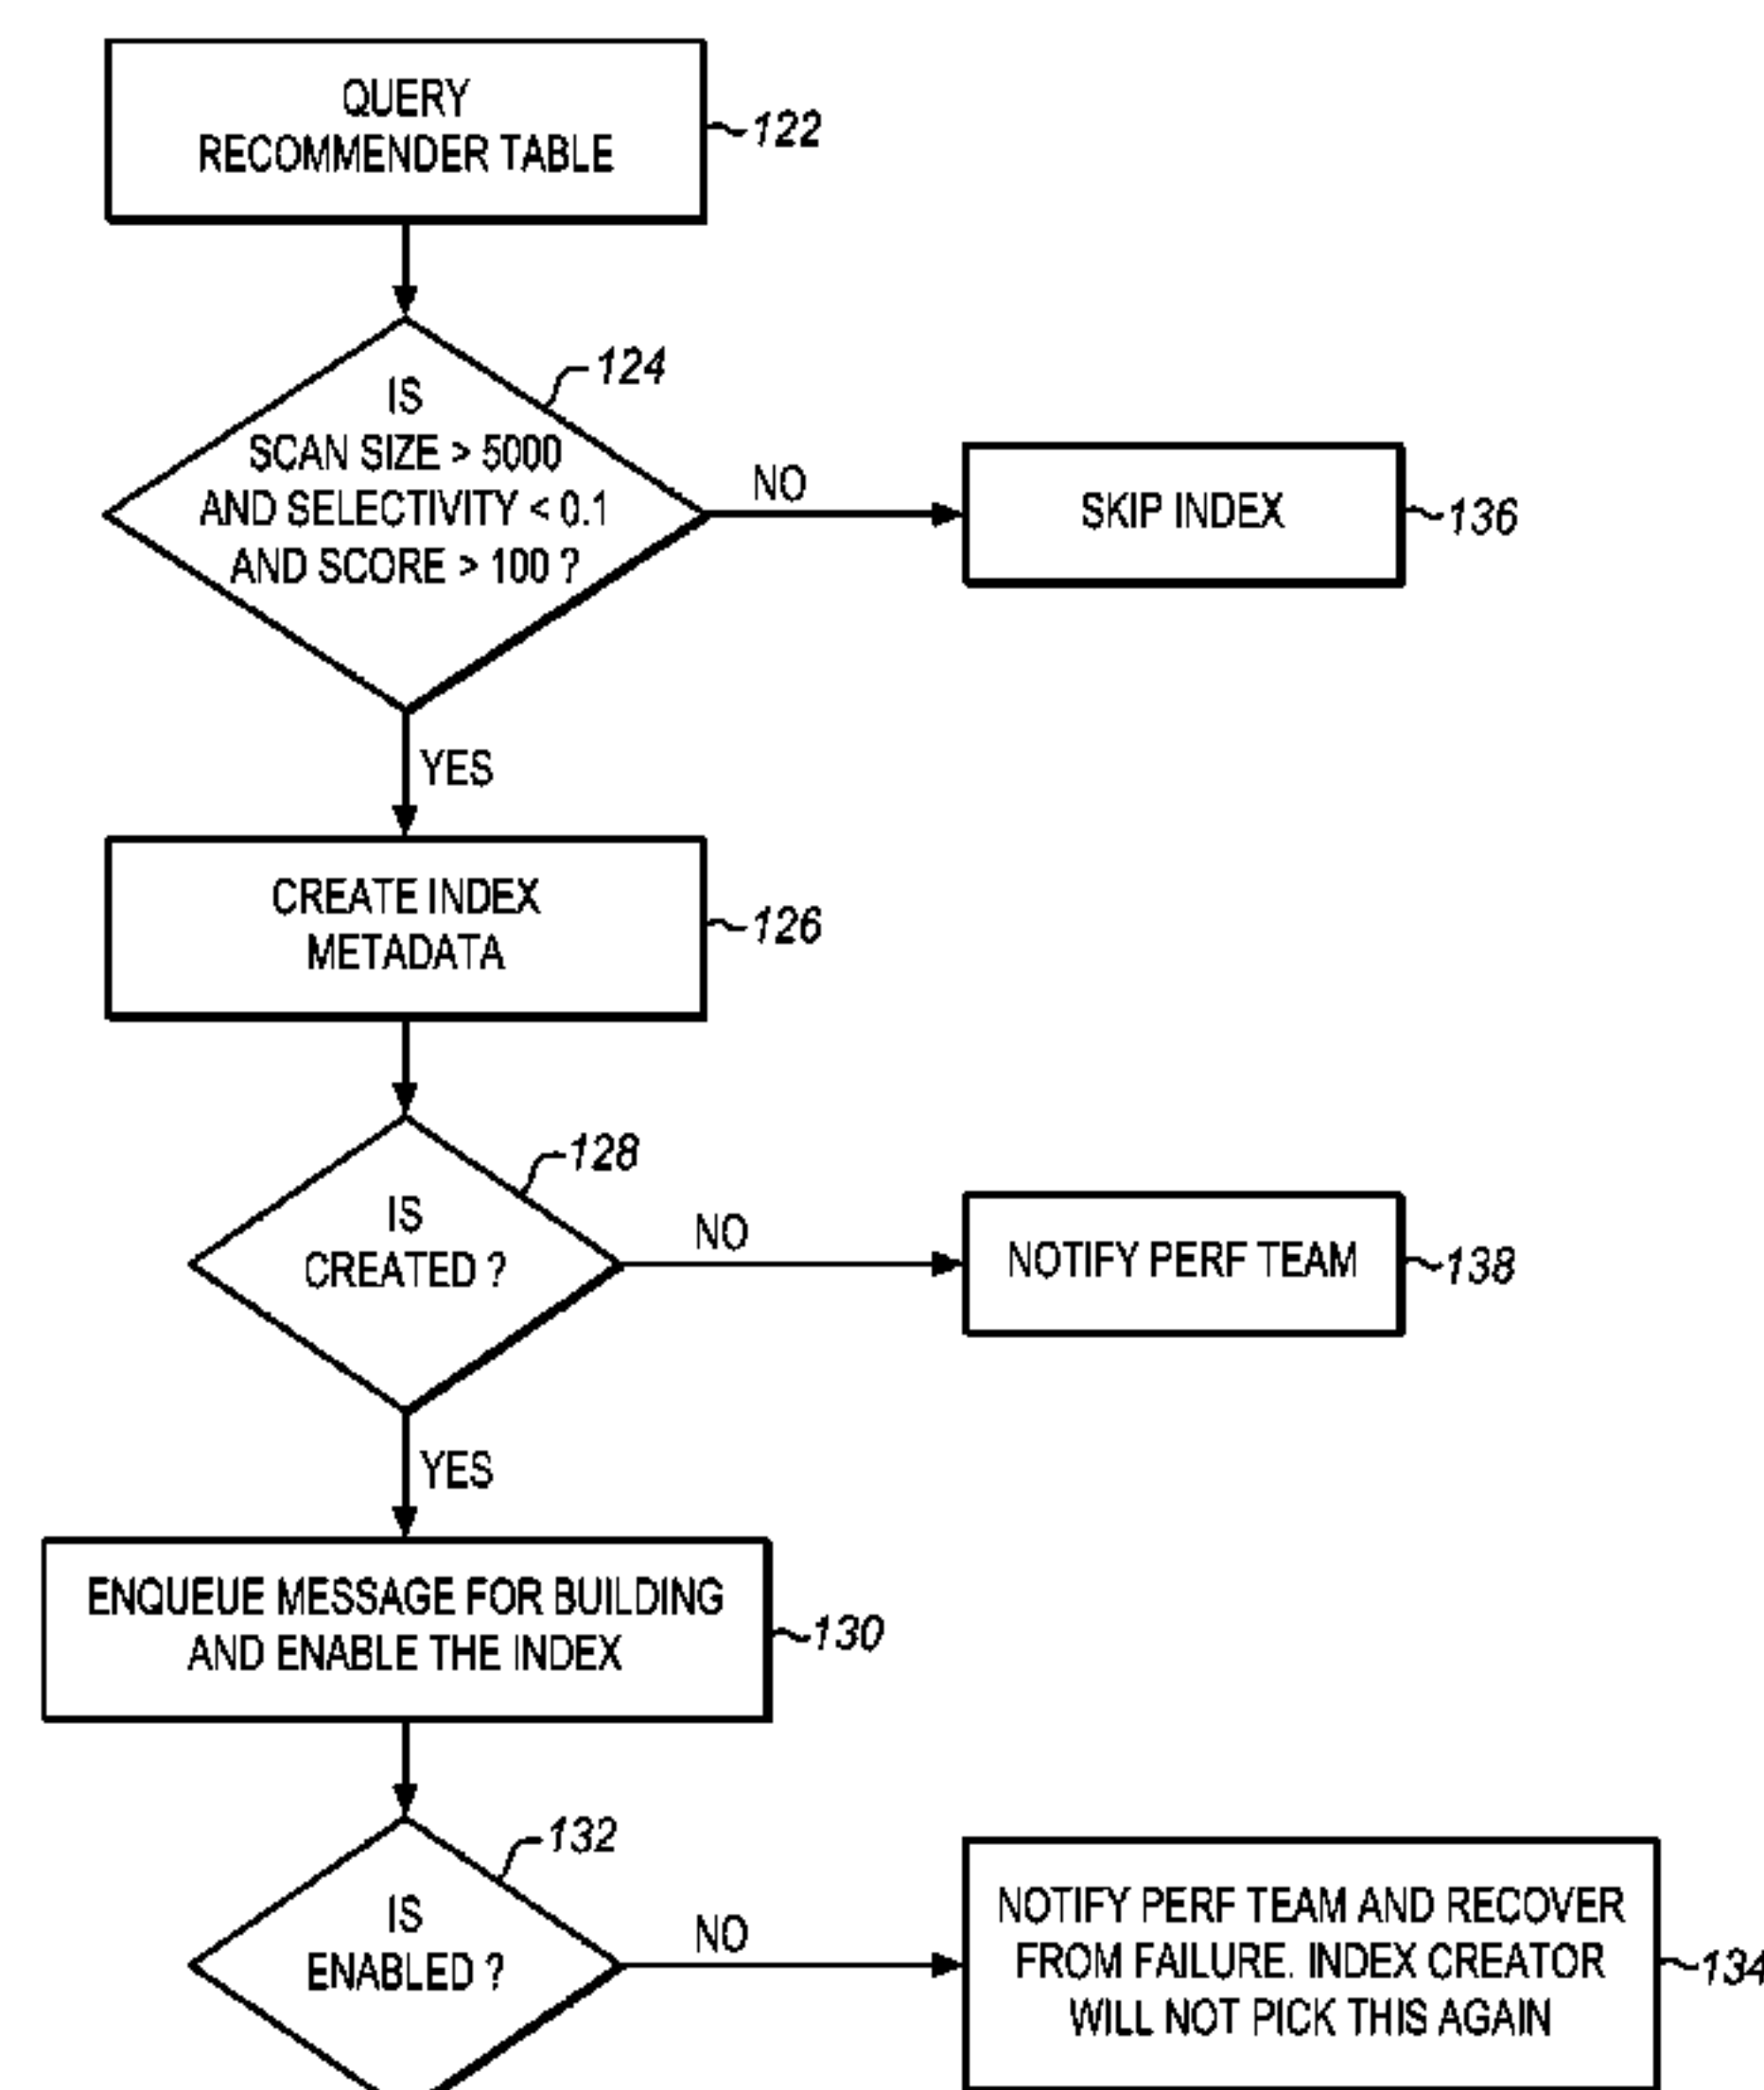 QUERY
RECOMMENDER TABLE
122
124
IS
SCAN SIZE > 5000
AND SELECTIVITY < 0.1
AND SCORE > 100 ?
NO
SKIP INDEX
136
YES
CREATE INDEX
METADATA
126
128
IS
CREATED ?
NO
NOTIFY PERF TEAM
138
YES
ENQUEUE MESSAGE FOR BUILDING
AND ENABLE THE INDEX
130
132
IS
ENABLED ?
NO
NOTIFY PERF TEAM AND RECOVER
FROM FAILURE. INDEX CREATOR
WILL NOT PICK THIS AGAIN
134